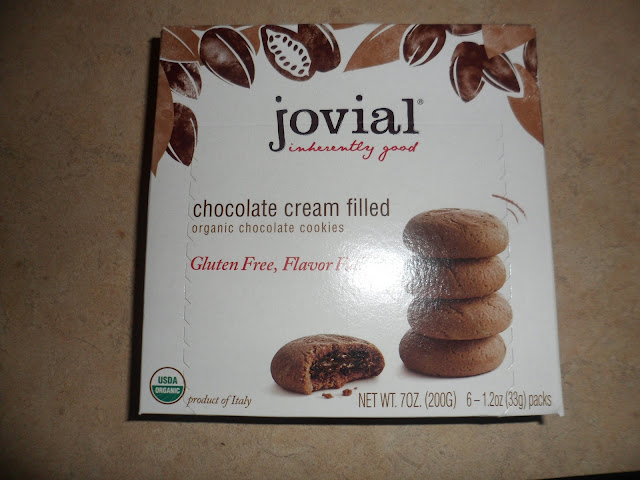 jovial®
inherently good
chocolate cream filled
organic chocolate cookies
Gluten Free, Flavor
USDA
ORGANIC
product of Italy
NET WT. 7OZ. (200G) 6–1.2oz (33g) packs